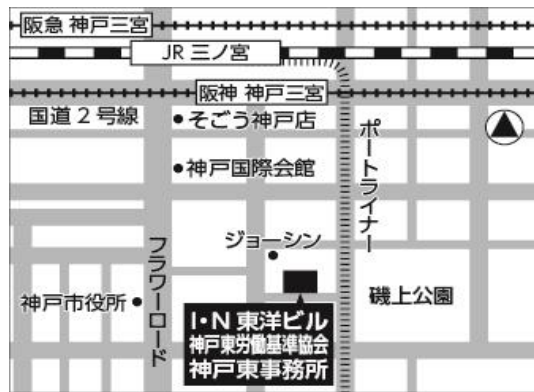 阪急 神戸三宮
JR 三ノ宮
阪神 神戸三宮
国道2号線
そごう神戸店
神戸国際会館
ポートライナー
ジョーシン
フラワーロード
神戸市役所
磯上公園
I・N 東洋ビル
神戸東労働基準協会
神戸東事務所